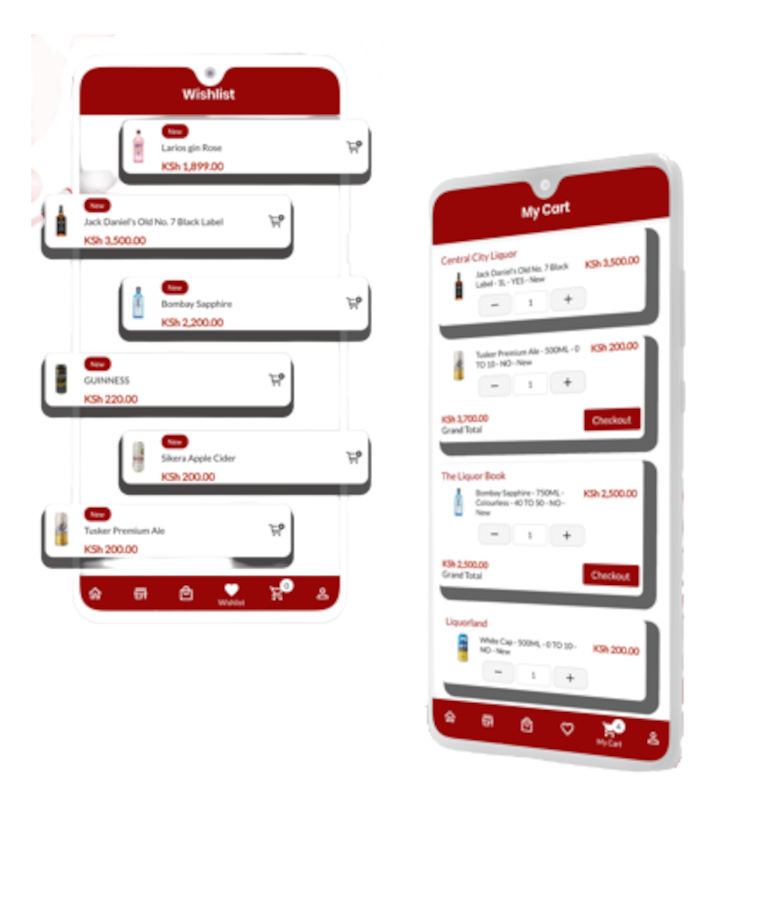 Wishlist
New
Larios gin Rose
KSh 1,899.00
New
Jack Daniel's Old No. 7 Black Label
KSh 3,500.00
New
Bombay Sapphire
KSh 2,200.00
New
GUINNESS
KSh 220.00
New
Sikera Apple Cider
KSh 200.00
New
Tusker Premium Ale
KSh 200.00
Wishlist
0
My Cart
Central City Liquor
Jack Daniel's Old No. 7 Black
Label - 3L - YES - New
KSh 3,500.00
− 1 +
Tusker Premium Ale - 500ML - 0
TO 10 - NO - New
KSh 200.00
− 1 +
KSh 3,700.00
Grand Total
Checkout
The Liquor Book
Bombay Sapphire - 750ML -
Colourless - 40 TO 50 - NO -
New
KSh 2,500.00
− 1 +
KSh 2,500.00
Grand Total
Checkout
Liquorland
White Cap - 500ML - 0 TO 10 -
NO - New
KSh 200.00
− 1 +
My Cart